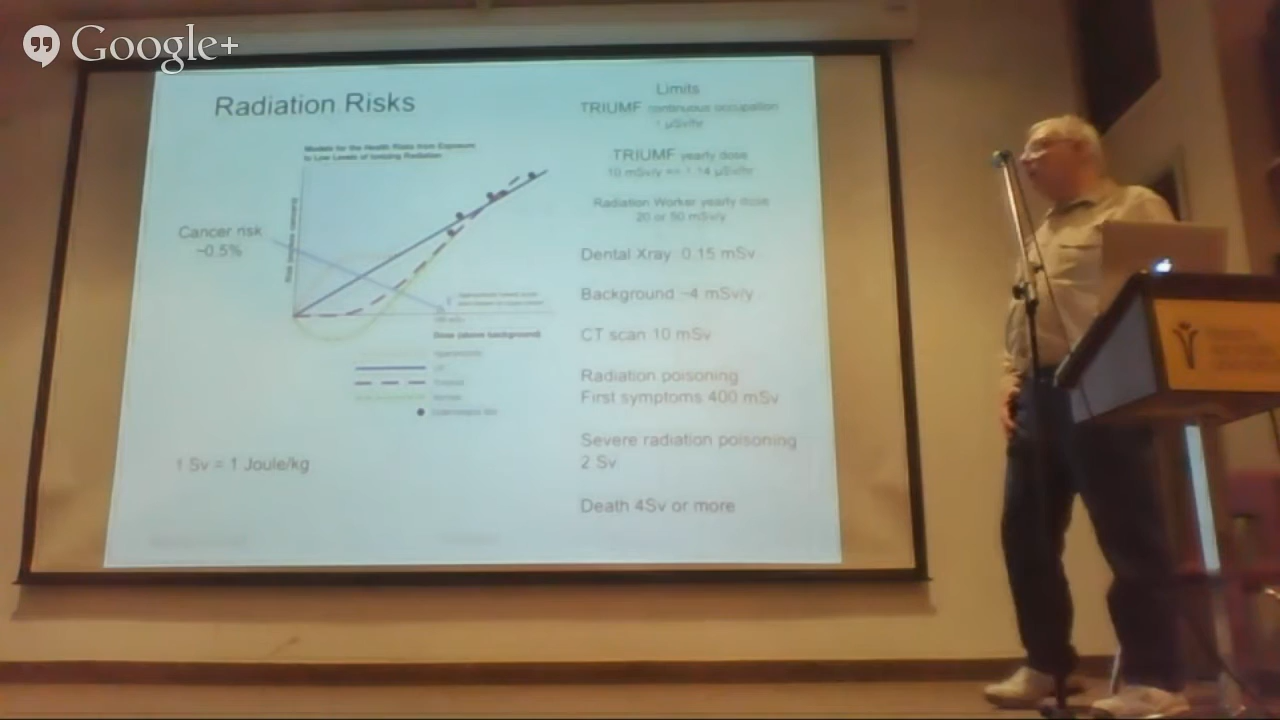 Google+
Radiation Risks
Models for the Health Risks from Exposure
to Low Levels of Ionizing Radiation
Cancer risk
~0.5%
Dose (above background)
1 Sv = 1 Joule/kg
Limits
TRIUMF continuous occupation
1 µSv/hr
TRIUMF yearly dose
10 mSv/y => 1.14 µSv/hr
Radiation Worker yearly dose
20 or 50 mSv/y
Dental Xray 0.15 mSv
Background ~4 mSv/y
CT scan 10 mSv
Radiation poisoning
First symptoms 400 mSv
Severe radiation poisoning
2 Sv
Death 4Sv or more